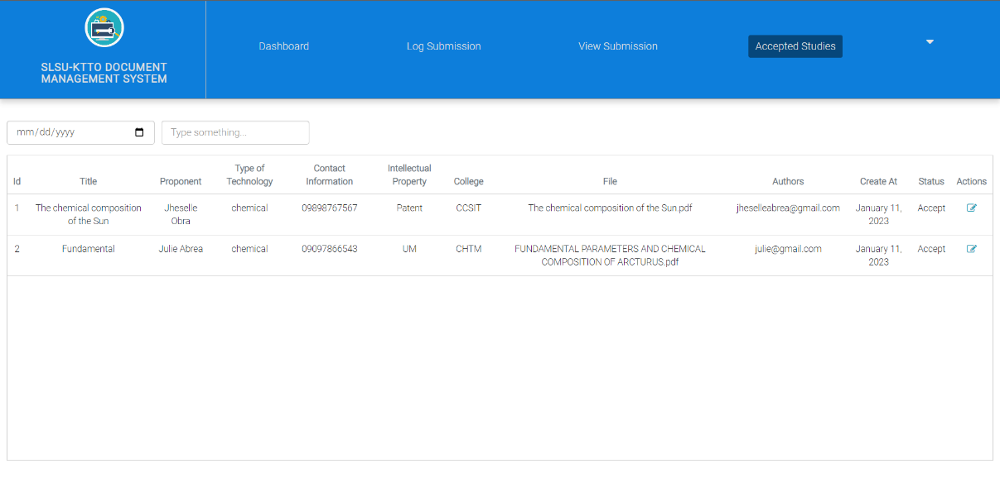 SLSU-KTTO DOCUMENT
MANAGEMENT SYSTEM
Dashboard
Log Submission
View Submission
Accepted Studies
mm/dd/yyyy
Type something...
Id
Title
Proponent
Type of
Technology
Contact
Information
Intellectual
Property
College
File
Authors
Create At
Status
Actions
1
The chemical composition
of the Sun
Jheselle
Obra
chemical
09898767567
Patent
CCSIT
The chemical composition of the Sun.pdf
jheselleabrea@gmail.com
January 11,
2023
Accept
2
Fundamental
Julie Abrea
chemical
09097866543
UM
CHTM
FUNDAMENTAL PARAMETERS AND CHEMICAL
COMPOSITION OF ARCTURUS.pdf
julie@gmail.com
January 11,
2023
Accept